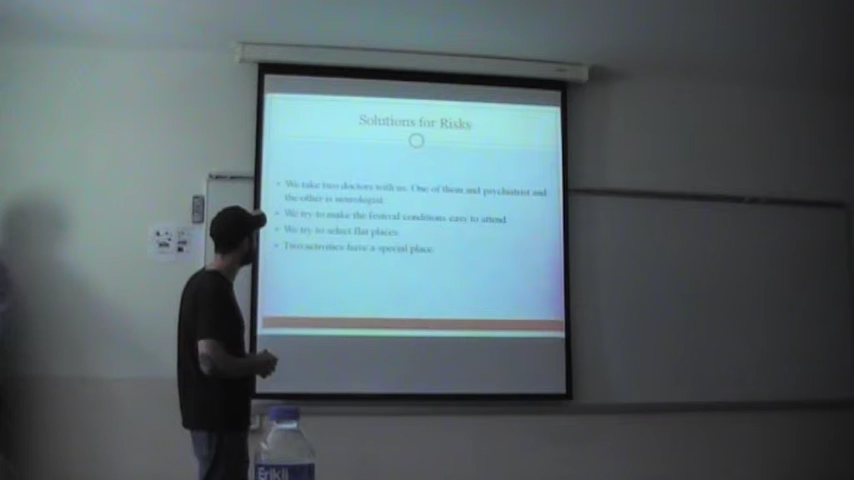 Solutions for Risks
We take two doctors with us. One of them and psychiatrist and
the other is neurologist.
We try to make the festival conditions easy to attend.
We try to select flat places.
Two activities have a special place.
Erikli